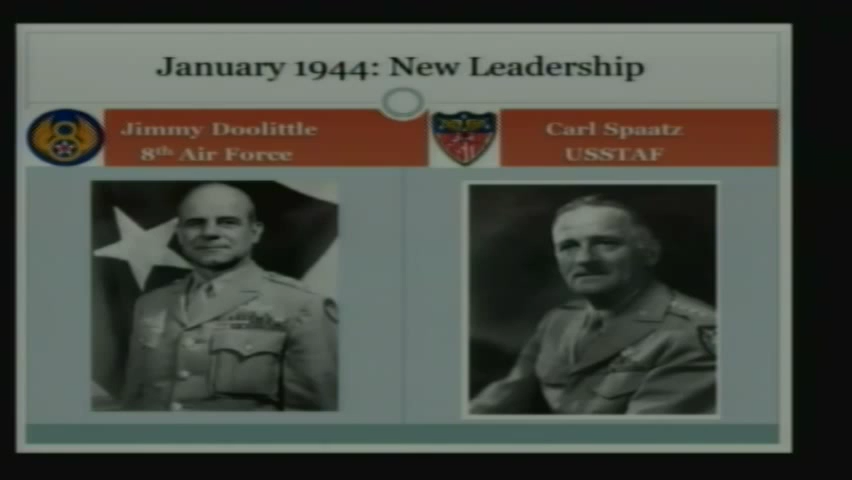 January 1944: New Leadership
Jimmy Doolittle
8th Air Force
Carl Spaatz
USSTAF